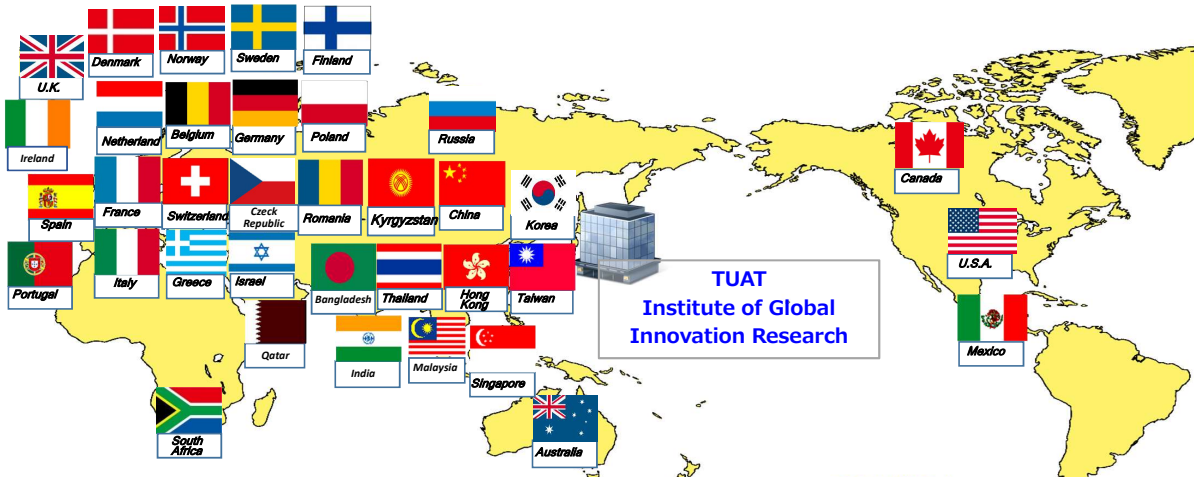 Denmark
Norway
Sweden
Finland
U.K.
Netherland
Belgium
Germany
Poland
Russia
Ireland
Canada
Spain
France
Switzerland
Czeck
Republic
Romania
Kyrgyzstan
China
Korea
U.S.A.
Portugal
Italy
Greece
Israel
Bangladesh
Thailand
Hong
Kong
Taiwan
TUAT
Institute of Global
Innovation Research
Mexico
Qatar
India
Malaysia
Singapore
South
Africa
Australia